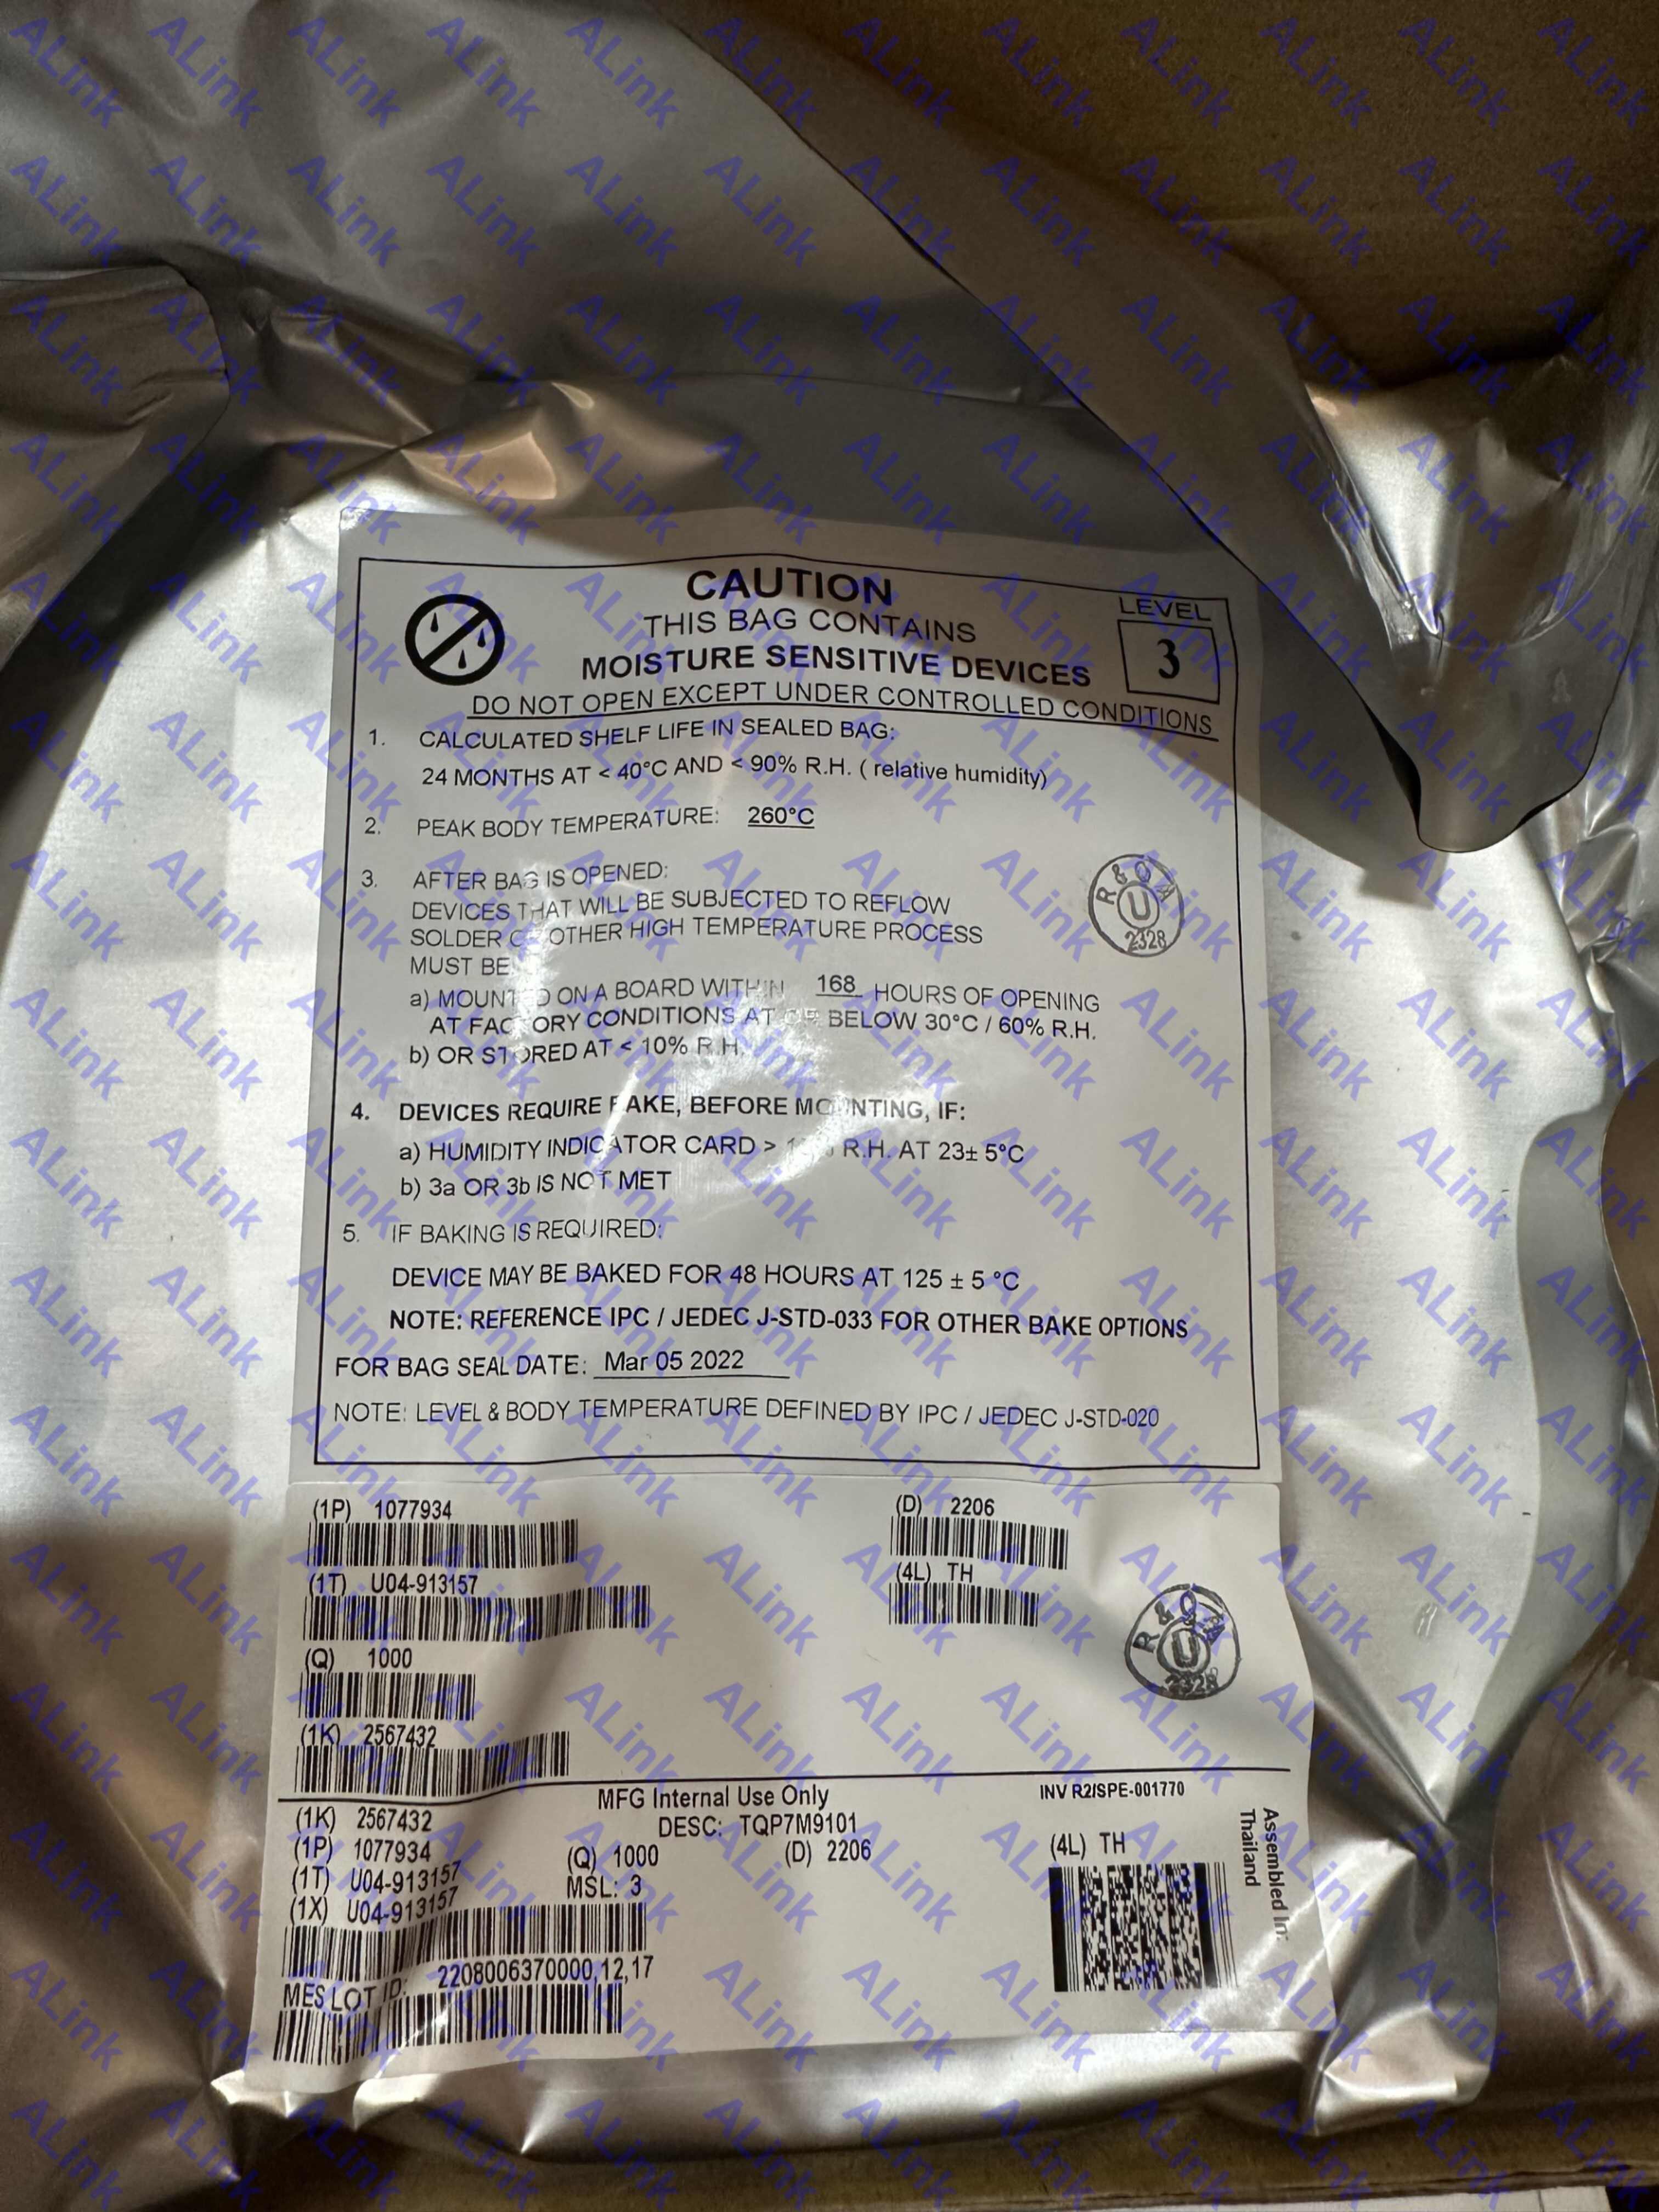 CAUTION
THIS BAG CONTAINS
MOISTURE SENSITIVE DEVICES
LEVEL
3
DO NOT OPEN EXCEPT UNDER CONTROLLED CONDITIONS
1. CALCULATED SHELF LIFE IN SEALED BAG:
24 MONTHS AT < 40°C AND < 90% R.H. ( relative humidity)
2. PEAK BODY TEMPERATURE: 260°C
3. AFTER BAG IS OPENED:
DEVICES THAT WILL BE SUBJECTED TO REFLOW
SOLDER OTHER HIGH TEMPERATURE PROCESS
MUST BE
a) MOUNTED ON A BOARD WITHIN 168 HOURS OF OPENING
AT FACTORY CONDITIONS AT OR BELOW 30°C / 60% R.H.
b) OR STORED AT < 10% R.H.
R & Q A
U
2328
4. DEVICES REQUIRE BAKE, BEFORE MOUNTING, IF:
a) HUMIDITY INDICATOR CARD > R.H. AT 23± 5°C
b) 3a OR 3b IS NOT MET
5. IF BAKING IS REQUIRED:
DEVICE MAY BE BAKED FOR 48 HOURS AT 125 ± 5 °C
NOTE: REFERENCE IPC / JEDEC J-STD-033 FOR OTHER BAKE OPTIONS
FOR BAG SEAL DATE: Mar 05 2022
NOTE: LEVEL & BODY TEMPERATURE DEFINED BY IPC / JEDEC J-STD-020
(1P) 1077934
(D) 2206
(1T) U04-913157
(4L) TH
(Q) 1000
R & Q A
U
2328
(1K) 2567432
MFG Internal Use Only
INV R2/SPE-001770
(1K) 2567432
DESC: TQP7M9101
(1P) 1077934
(Q) 1000
(D) 2206
(4L) TH
(1T) U04-913157
MSL: 3
(1X) U04-913157
Assembled In:
Thailand
MES LOT ID: 2208006370000,12,17
ALink